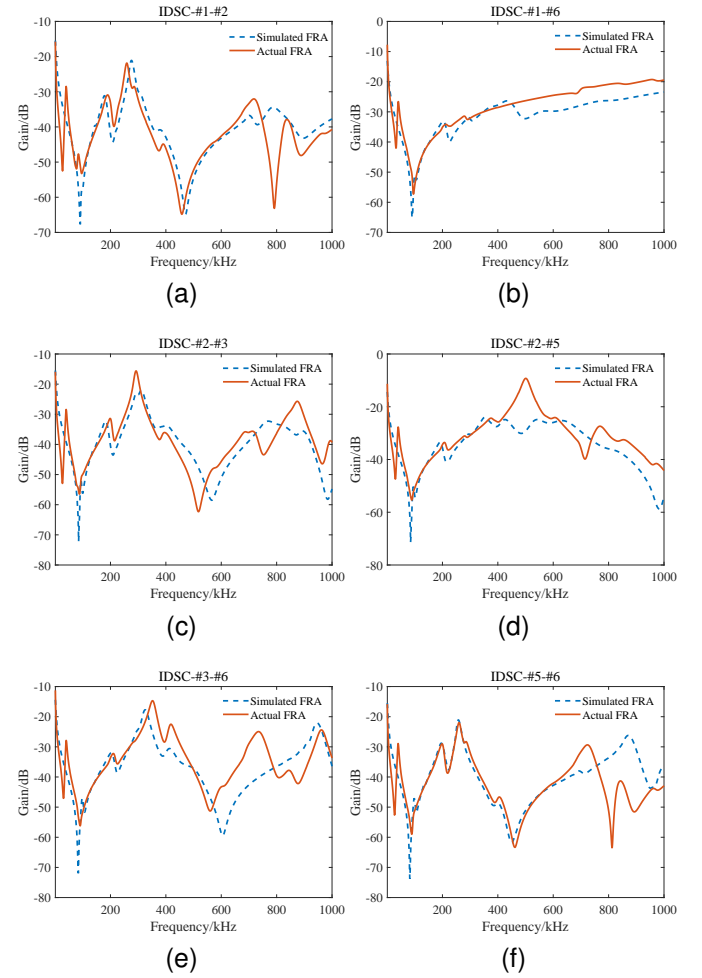 IDSC-#1-#2
Simulated FRA
Actual FRA
Gain/dB
-10
-20
-30
-40
-50
-60
-70
200 400 600 800 1000
Frequency/kHz
(a)
IDSC-#1-#6
Simulated FRA
Actual FRA
Gain/dB
0
-10
-20
-30
-40
-50
-60
-70
200 400 600 800 1000
Frequency/kHz
(b)
IDSC-#2-#3
Simulated FRA
Actual FRA
Gain/dB
-10
-20
-30
-40
-50
-60
-70
-80
200 400 600 800 1000
Frequency/kHz
(c)
IDSC-#2-#5
Simulated FRA
Actual FRA
Gain/dB
0
-20
-40
-60
-80
200 400 600 800 1000
Frequency/kHz
(d)
IDSC-#3-#6
Simulated FRA
Actual FRA
Gain/dB
-10
-20
-30
-40
-50
-60
-70
-80
200 400 600 800 1000
Frequency/kHz
(e)
IDSC-#5-#6
Simulated FRA
Actual FRA
Gain/dB
-10
-20
-30
-40
-50
-60
-70
-80
200 400 600 800 1000
Frequency/kHz
(f)